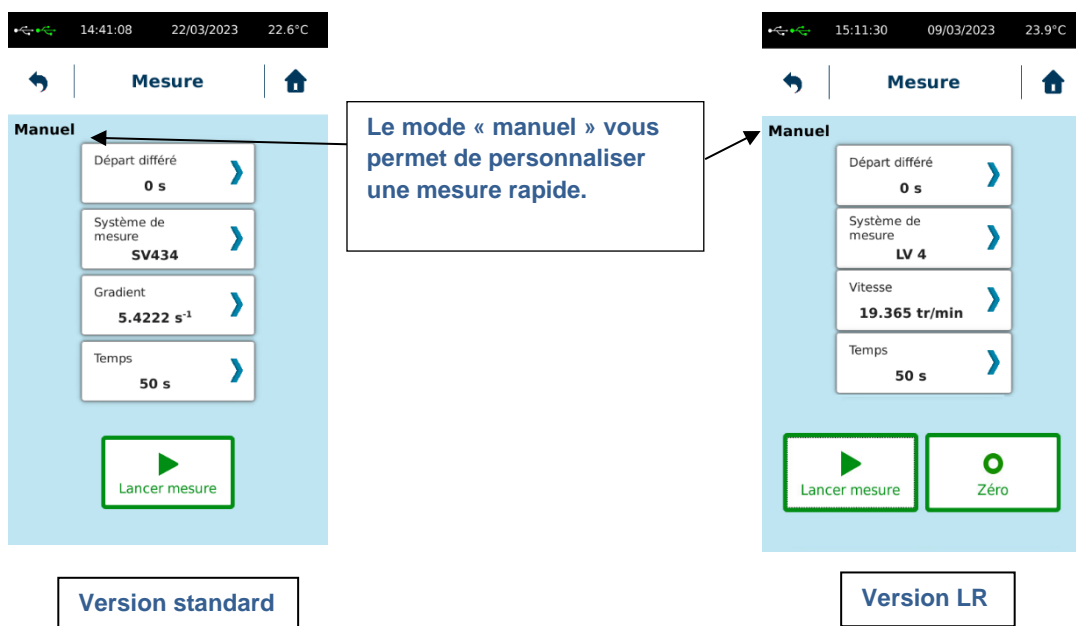 14:41:08 22/03/2023 22.6°C
Mesure
Manuel
Départ différé
0 s
Système de
mesure
SV434
Gradient
5.4222 s⁻¹
Temps
50 s
Lancer mesure
Version standard
Le mode « manuel » vous
permet de personnaliser
une mesure rapide.
15:11:30 09/03/2023 23.9°C
Mesure
Manuel
Départ différé
0 s
Système de
mesure
LV 4
Vitesse
19.365 tr/min
Temps
50 s
Lancer mesure
Zéro
Version LR